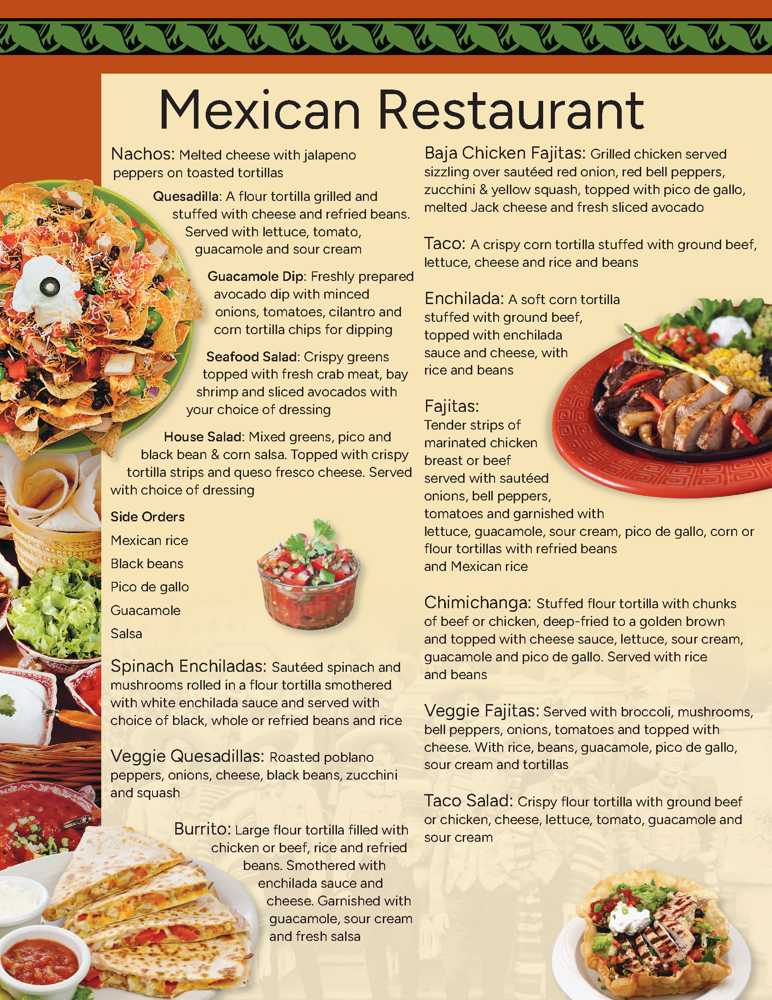 Mexican Restaurant
Nachos: Melted cheese with jalapeno
peppers on toasted tortillas
Quesadilla: A flour tortilla grilled and
stuffed with cheese and refried beans.
Served with lettuce, tomato,
guacamole and sour cream
Guacamole Dip: Freshly prepared
avocado dip with minced
onions, tomatoes, cilantro and
corn tortilla chips for dipping
Seafood Salad: Crispy greens
topped with fresh crab meat, bay
shrimp and sliced avocados with
your choice of dressing
House Salad: Mixed greens, pico and
black bean & corn salsa. Topped with crispy
tortilla strips and queso fresco cheese. Served
with choice of dressing
Side Orders
Mexican rice
Black beans
Pico de gallo
Guacamole
Salsa
Spinach Enchiladas: Sautéed spinach and
mushrooms rolled in a flour tortilla smothered
with white enchilada sauce and served with
choice of black, whole or refried beans and rice
Veggie Quesadillas: Roasted poblano
peppers, onions, cheese, black beans, zucchini
and squash
Burrito: Large flour tortilla filled with
chicken or beef, rice and refried
beans. Smothered with
enchilada sauce and
cheese. Garnished with
guacamole, sour cream
and fresh salsa
Baja Chicken Fajitas: Grilled chicken served
sizzling over sautéed red onion, red bell peppers,
zucchini & yellow squash, topped with pico de gallo,
melted Jack cheese and fresh sliced avocado
Taco: A crispy corn tortilla stuffed with ground beef,
lettuce, cheese and rice and beans
Enchilada: A soft corn tortilla
stuffed with ground beef,
topped with enchilada
sauce and cheese, with
rice and beans
Fajitas:
Tender strips of
marinated chicken
breast or beef
served with sautéed
onions, bell peppers,
tomatoes and garnished with
lettuce, guacamole, sour cream, pico de gallo, corn or
flour tortillas with refried beans
and Mexican rice
Chimichanga: Stuffed flour tortilla with chunks
of beef or chicken, deep-fried to a golden brown
and topped with cheese sauce, lettuce, sour cream,
guacamole and pico de gallo. Served with rice
and beans
Veggie Fajitas: Served with broccoli, mushrooms,
bell peppers, onions, tomatoes and topped with
cheese. With rice, beans, guacamole, pico de gallo,
sour cream and tortillas
Taco Salad: Crispy flour tortilla with ground beef
or chicken, cheese, lettuce, tomato, guacamole and
sour cream